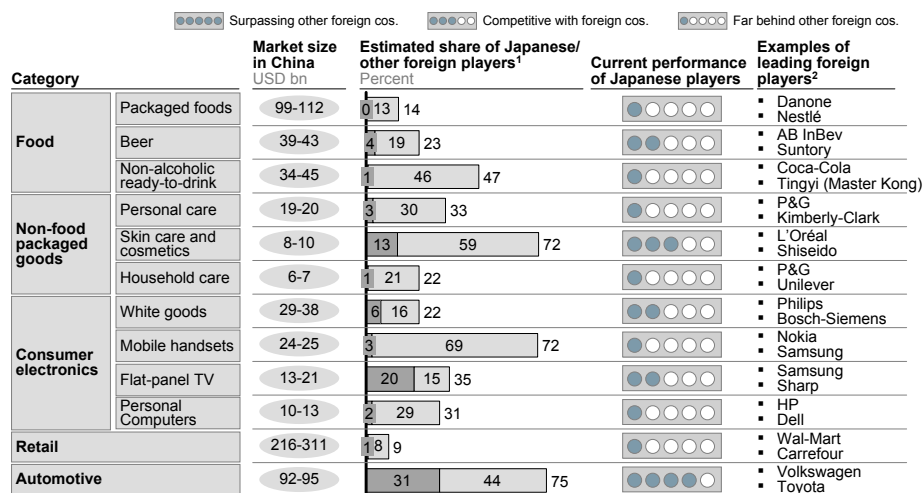 Surpassing other foreign cos. Competitive with foreign cos. Far behind other foreign cos.
Category
Market size
in China
USD bn
Estimated share of Japanese/
other foreign players¹
Percent
Current performance
of Japanese players
Examples of
leading foreign
players²
Food
Packaged foods 99-112 0 13 14
▪ Danone
▪ Nestlé
Beer 39-43 4 19 23
▪ AB InBev
▪ Suntory
Non-alcoholic
ready-to-drink 34-45 1 46 47
▪ Coca-Cola
▪ Tingyi (Master Kong)
Non-food
packaged
goods
Personal care 19-20 3 30 33
▪ P&G
▪ Kimberly-Clark
Skin care and
cosmetics 8-10 13 59 72
▪ L'Oréal
▪ Shiseido
Household care 6-7 1 21 22
▪ P&G
▪ Unilever
Consumer
electronics
White goods 29-38 6 16 22
▪ Philips
▪ Bosch-Siemens
Mobile handsets 24-25 3 69 72
▪ Nokia
▪ Samsung
Flat-panel TV 13-21 20 15 35
▪ Samsung
▪ Sharp
Personal
Computers 10-13 2 29 31
▪ HP
▪ Dell
Retail 216-311 1 8 9
▪ Wal-Mart
▪ Carrefour
Automotive 92-95 31 44 75
▪ Volkswagen
▪ Toyota